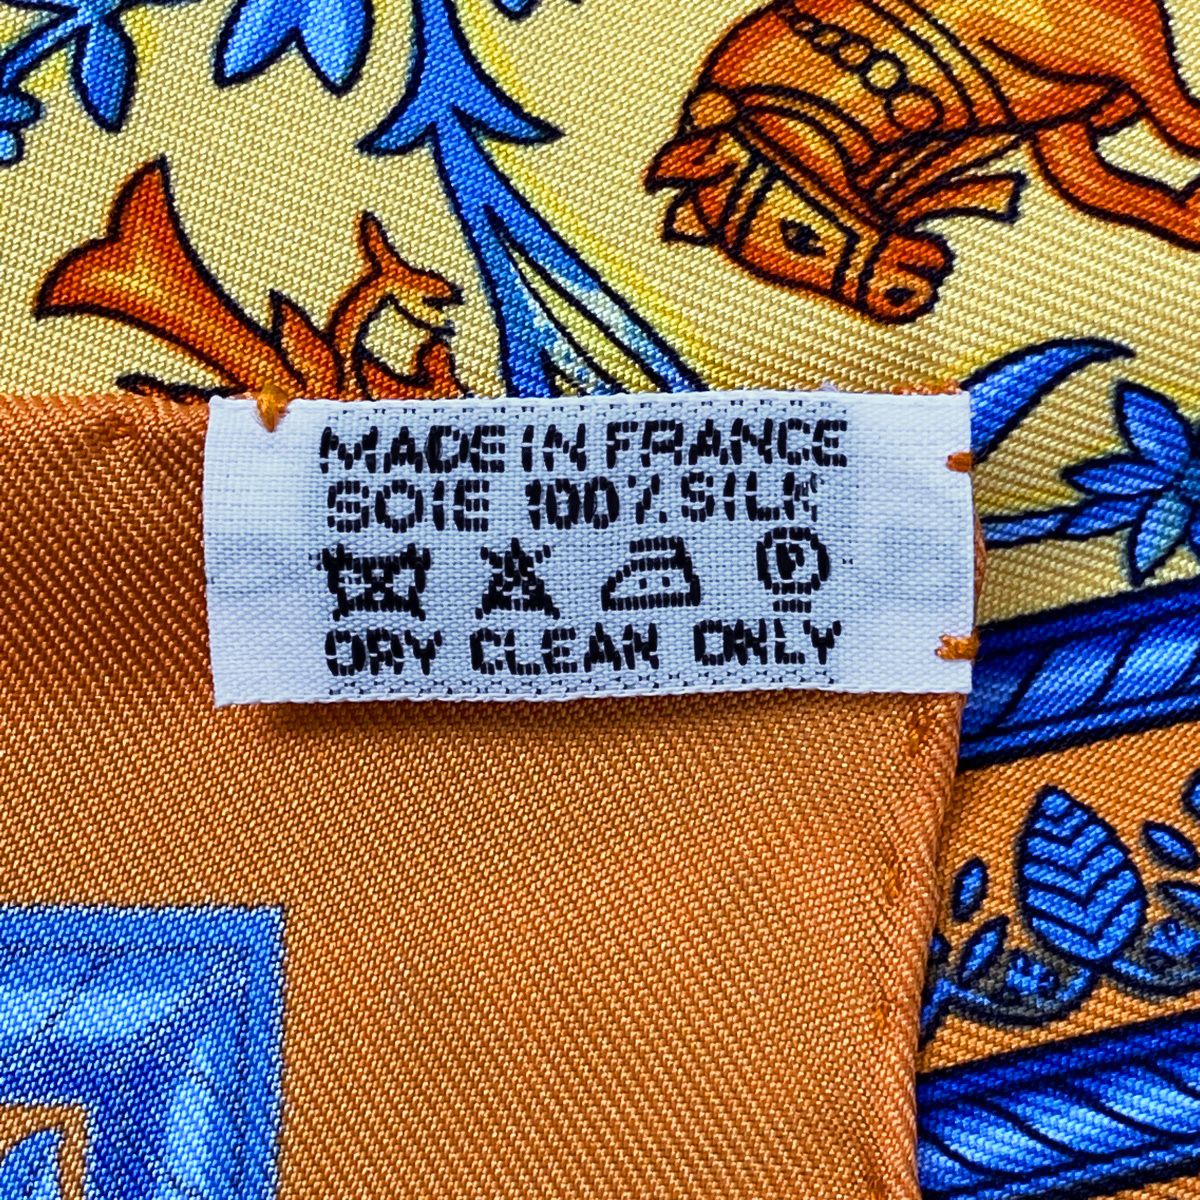 MADE IN FRANCE
SOIE 100% SILK
P
DRY CLEAN ONLY